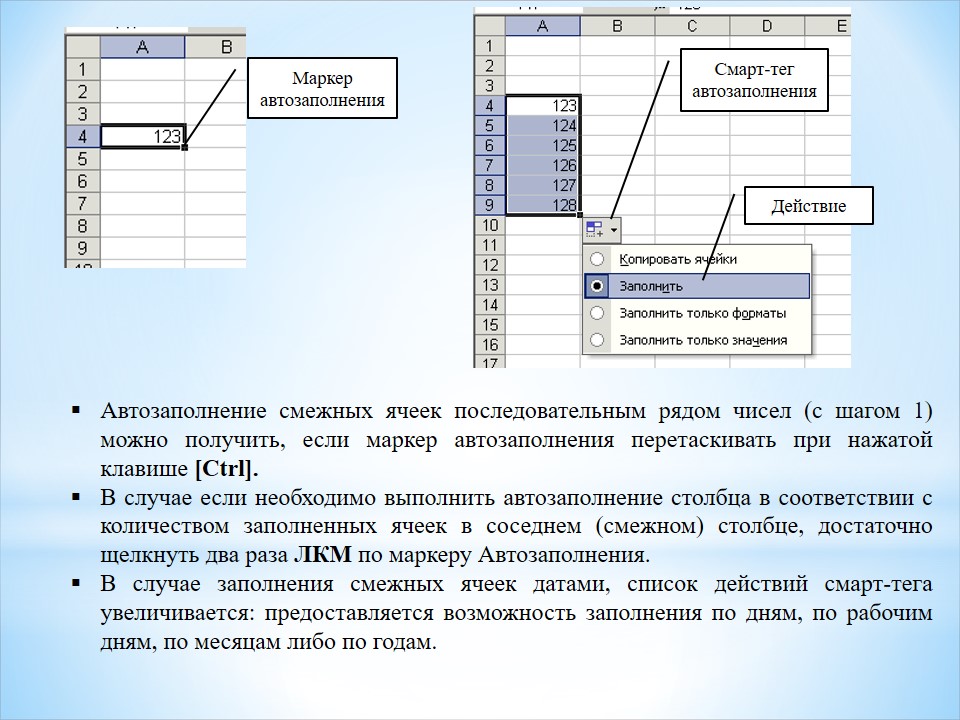 A B
1
2
3
4 123
5
6
7
8
9
Маркер
автозаполнения
A B C D E
1
2
3
4 123
5 124
6 125
7 126
8 127
9 128
10
11
12
13
14
15
16
17
Смарт-тег
автозаполнения
Действие
Копировать ячейки
Заполнить
Заполнить только форматы
Заполнить только значения
▪ Автозаполнение смежных ячеек последовательным рядом чисел (с шагом 1)
можно получить, если маркер автозаполнения перетаскивать при нажатой
клавише [Ctrl].
▪ В случае если необходимо выполнить автозаполнение столбца в соответствии с
количеством заполненных ячеек в соседнем (смежном) столбце, достаточно
щелкнуть два раза ЛКМ по маркеру Автозаполнения.
▪ В случае заполнения смежных ячеек датами, список действий смарт-тега
увеличивается: предоставляется возможность заполнения по дням, по рабочим
дням, по месяцам либо по годам.